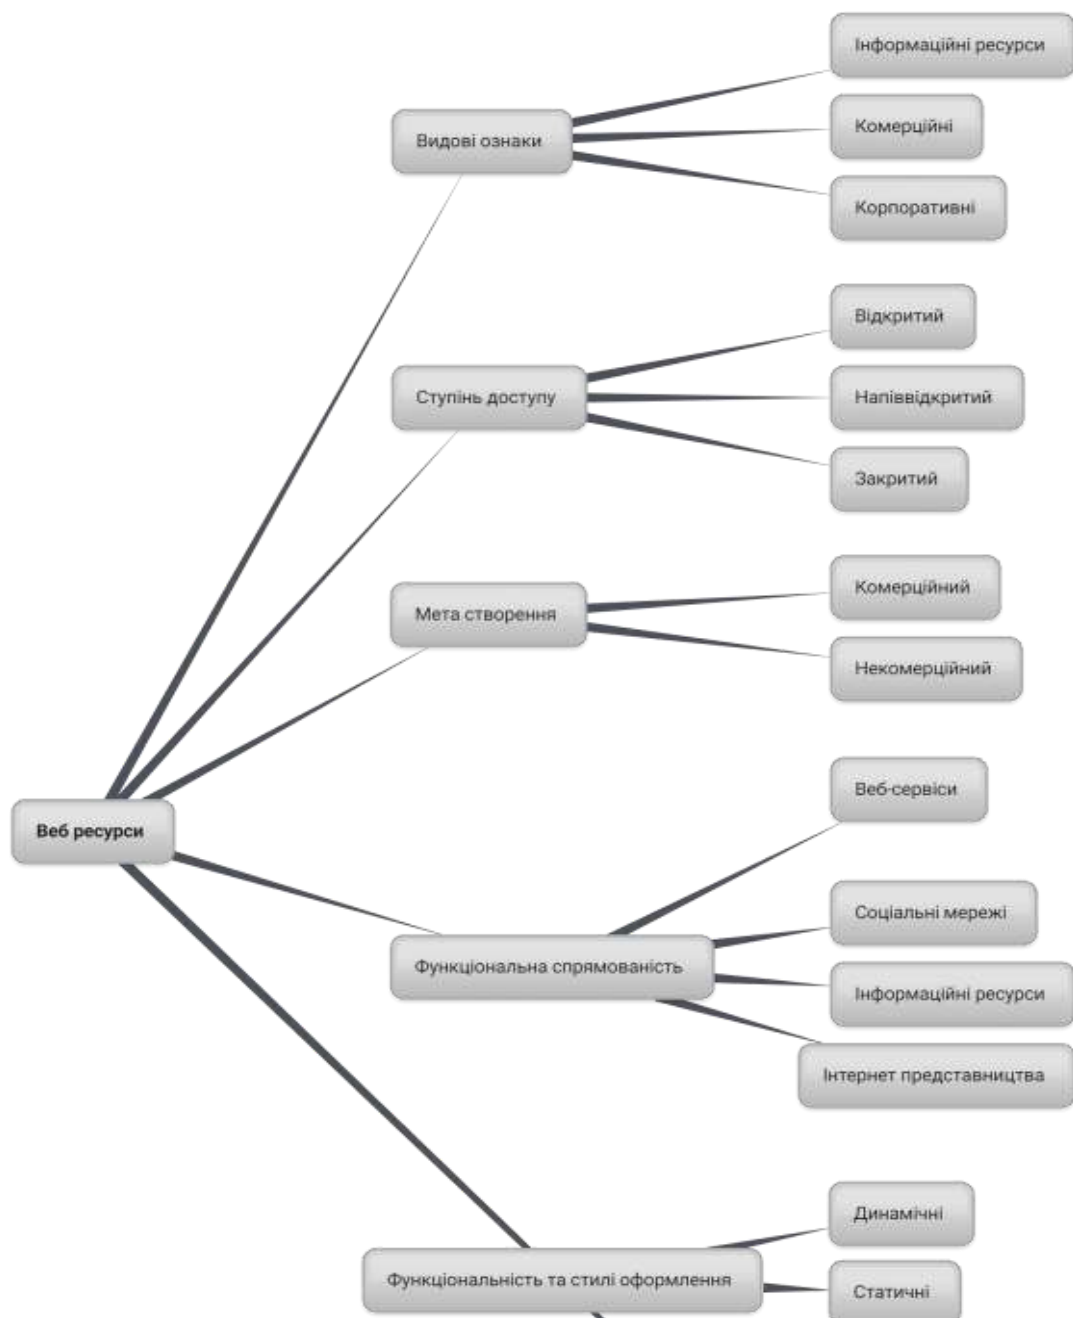 Інформаційні ресурси
Видові ознаки
Комерційні
Корпоративні
Відкритий
Ступінь доступу
Напіввідкритий
Закритий
Мета створення
Комерційний
Некомерційний
Веб-сервіси
Веб ресурси
Соціальні мережі
Функціональна спрямованість
Інформаційні ресурси
Інтернет представництва
Динамічні
Функціональність та стилі оформлення
Статичні